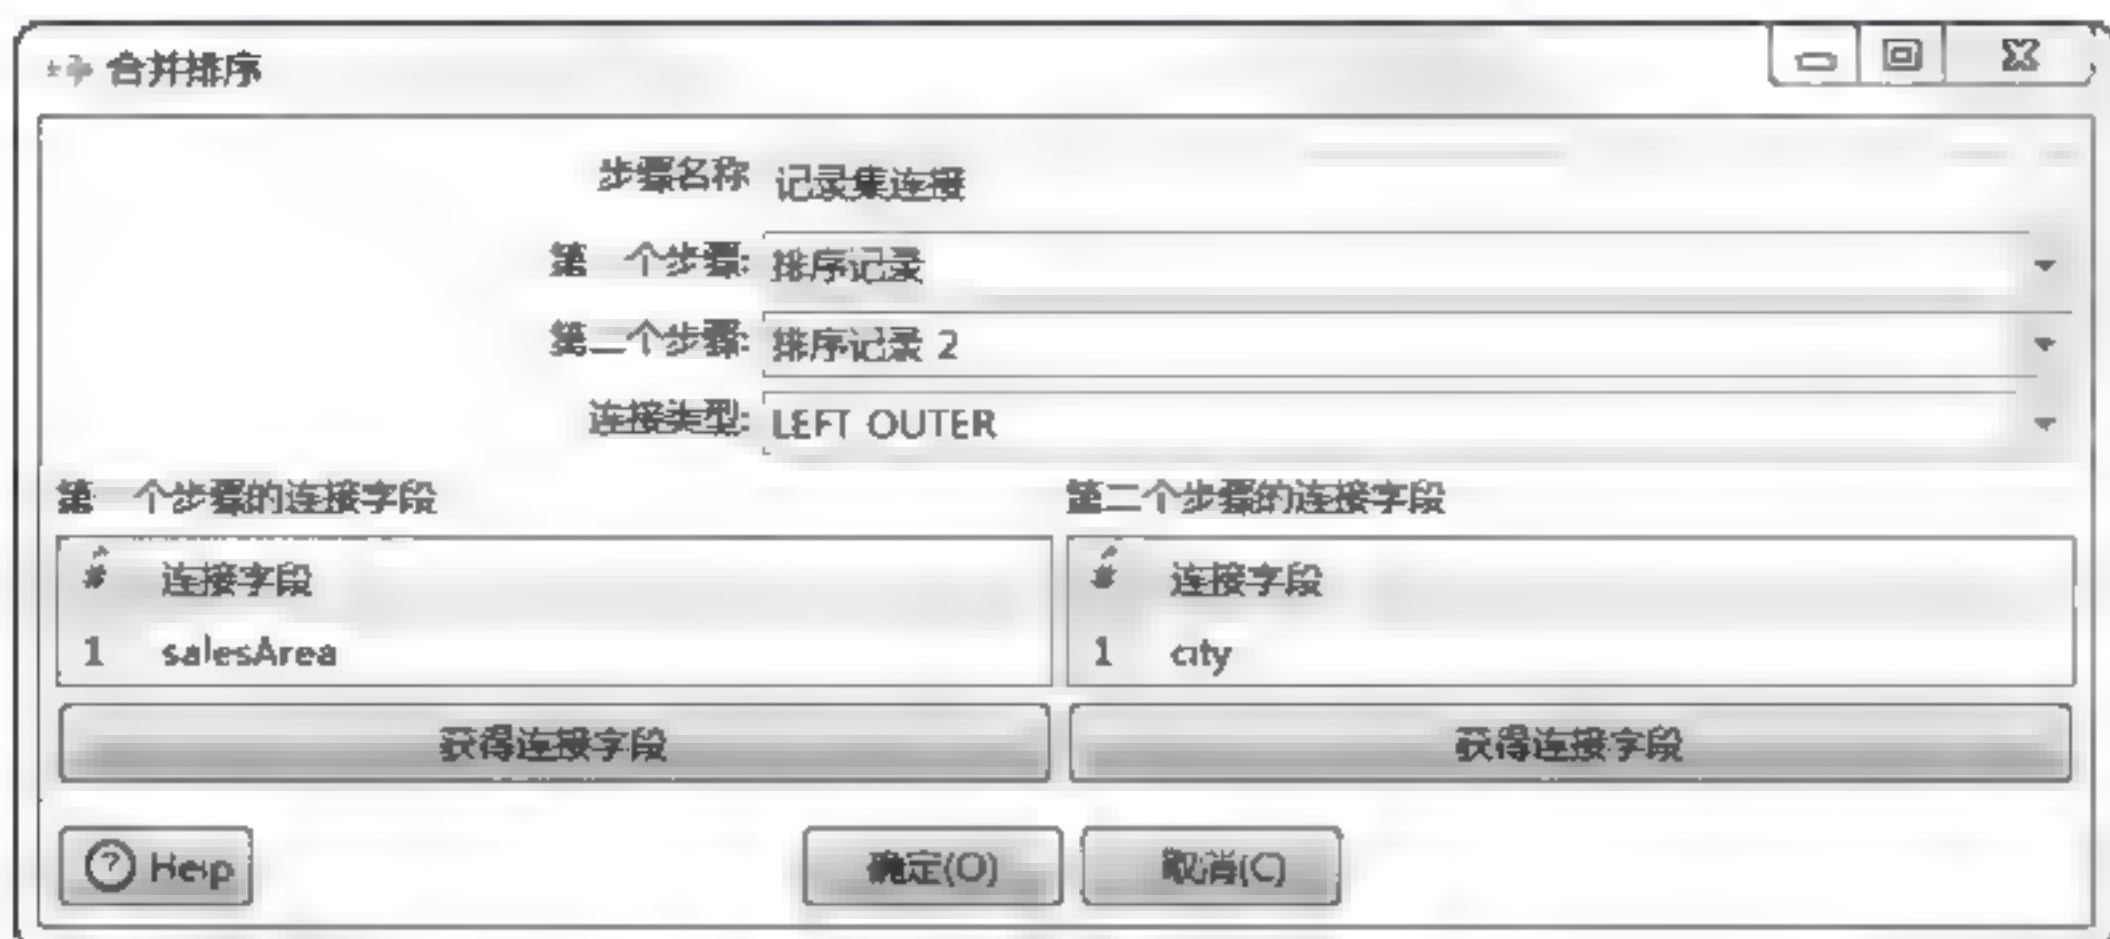 合并排序
步骤名称 记录集连接
第一个步骤: 排序记录
第二个步骤: 排序记录 2
连接类型: LEFT OUTER
第一个步骤的连接字段 第二个步骤的连接字段
# 连接字段 # 连接字段
1 salesArea 1 city
获得连接字段 获得连接字段
? Help 确定(O) 取消(C)